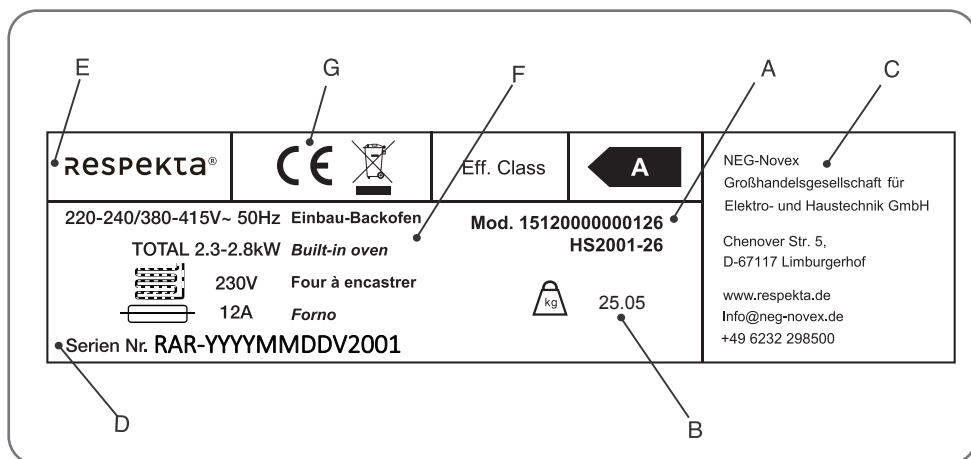 E
G
F
A
C
Respekta®
CE
Eff. Class
A
220-240/380-415V~ 50Hz Einbau-Backofen
TOTAL 2.3-2.8kW Built-in oven
230V Four à encastrer
12A Forno
Serien Nr. RAR-YYYYMMDDV2001
Mod. 15120000000126
HS2001-26
kg 25.05
NEG-Novex
Großhandelsgesellschaft für
Elektro- und Haustechnik GmbH
Chenover Str. 5,
D-67117 Limburgerhof
www.respekta.de
Info@neg-novex.de
+49 6232 298500
D
B